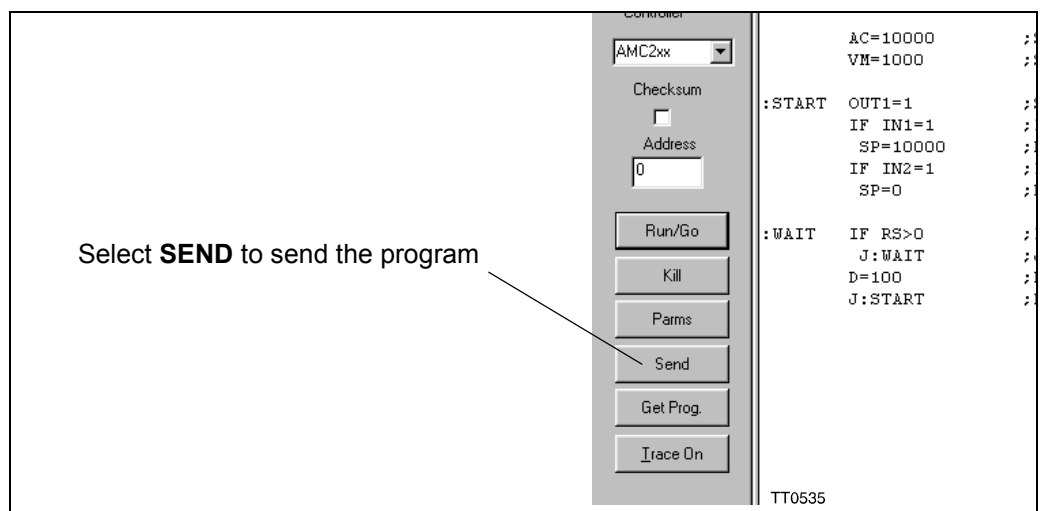 Controller
AMC2xx
Checksum
Address
0
Run/Go
Kill
Parms
Send
Get Prog.
Trace On
Select SEND to send the program
AC=10000 ;
VM=1000 ;
:START OUT1=1 ;
IF IN1=1 ;
SP=10000 ;
IF IN2=1 ;
SP=0 ;
:WAIT IF RS>0 ;
J:WAIT ;
D=100 ;
J:START ;
TT0535